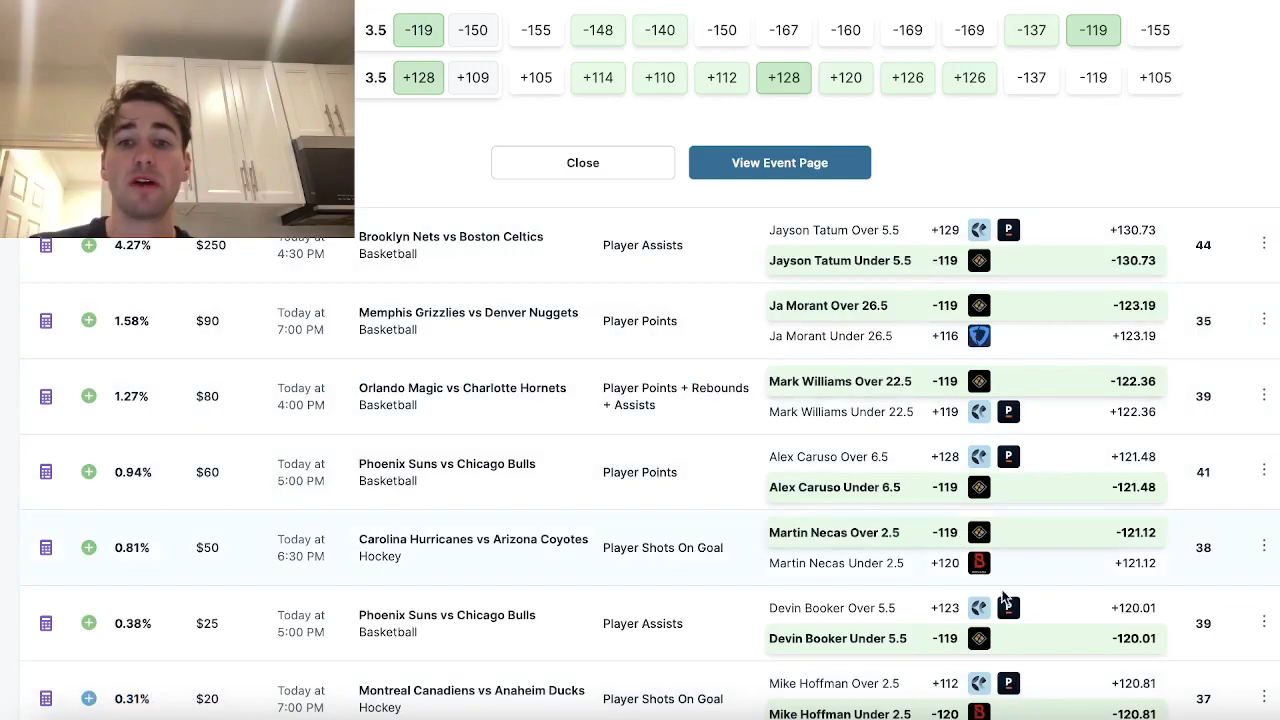 3.5 -119 -150 -155 -148 -140 -150 -167 -160 -169 -169 -137 -119 -155
3.5 +128 +109 +105 +114 +110 +112 +128 +120 +126 +126 -137 -119 +105
Close View Event Page
4.27% $250
4:30 PM
Brooklyn Nets vs Boston Celtics
Basketball
Player Assists
Jayson Tatum Over 5.5 +129 P +130.73
Jayson Tatum Under 5.5 -119 -130.73
44
1.58% $90
Today at
7:00 PM
Memphis Grizzlies vs Denver Nuggets
Basketball
Player Points
Ja Morant Over 26.5 -119 -123.19
Ja Morant Under 26.5 +116 +123.19
35
1.27% $80
Today at
4:00 PM
Orlando Magic vs Charlotte Hornets
Basketball
Player Points + Rebounds
+ Assists
Mark Williams Over 22.5 -119 -122.36
Mark Williams Under 22.5 +119 P +122.36
39
0.94% $60
Today at
5:00 PM
Phoenix Suns vs Chicago Bulls
Basketball
Player Points
Alex Caruso Over 6.5 +128 P +121.48
Alex Caruso Under 6.5 -119 -121.48
41
0.81% $50
Today at
6:30 PM
Carolina Hurricanes vs Arizona Coyotes
Hockey
Player Shots On Goal
Martin Necas Over 2.5 -119 -121.12
Martin Necas Under 2.5 +120 B +121.12
38
0.38% $25
Today at
5:00 PM
Phoenix Suns vs Chicago Bulls
Basketball
Player Assists
Devin Booker Over 5.5 +123 +120.01
Devin Booker Under 5.5 -119 -120.01
39
0.31% $20
Today at
7:00 PM
Montreal Canadiens vs Anaheim Ducks
Hockey
Player Shots On Goal
Mike Hoffman Over 2.5 +112 P +120.81
Mike Hoffman Under 2.5 -120 B -120.81
37